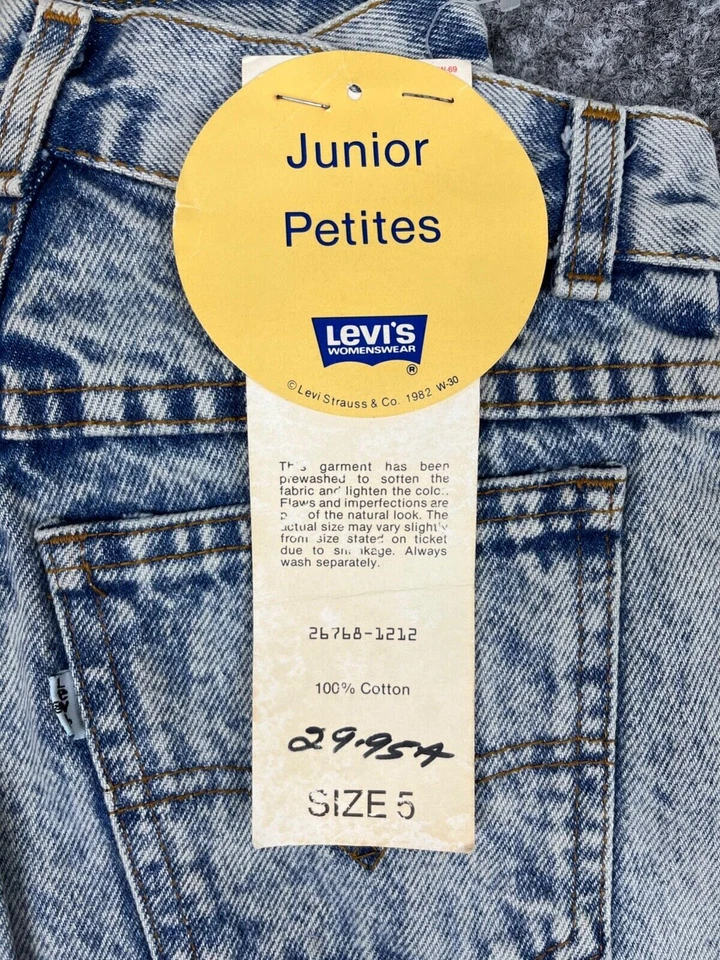 Junior
Petites
LEVI'S
WOMENSWEAR
®
© Levi Strauss & Co. 1982 W-30
garment has been
prewashed to soften the
fabric and lighten the
Flaws and imperfections are
of the natural look. The
actual size may vary slightly
from size stated on ticket
due to Always
wash separately.
26768-1212
100% Cotton
29.95A
SIZE 5